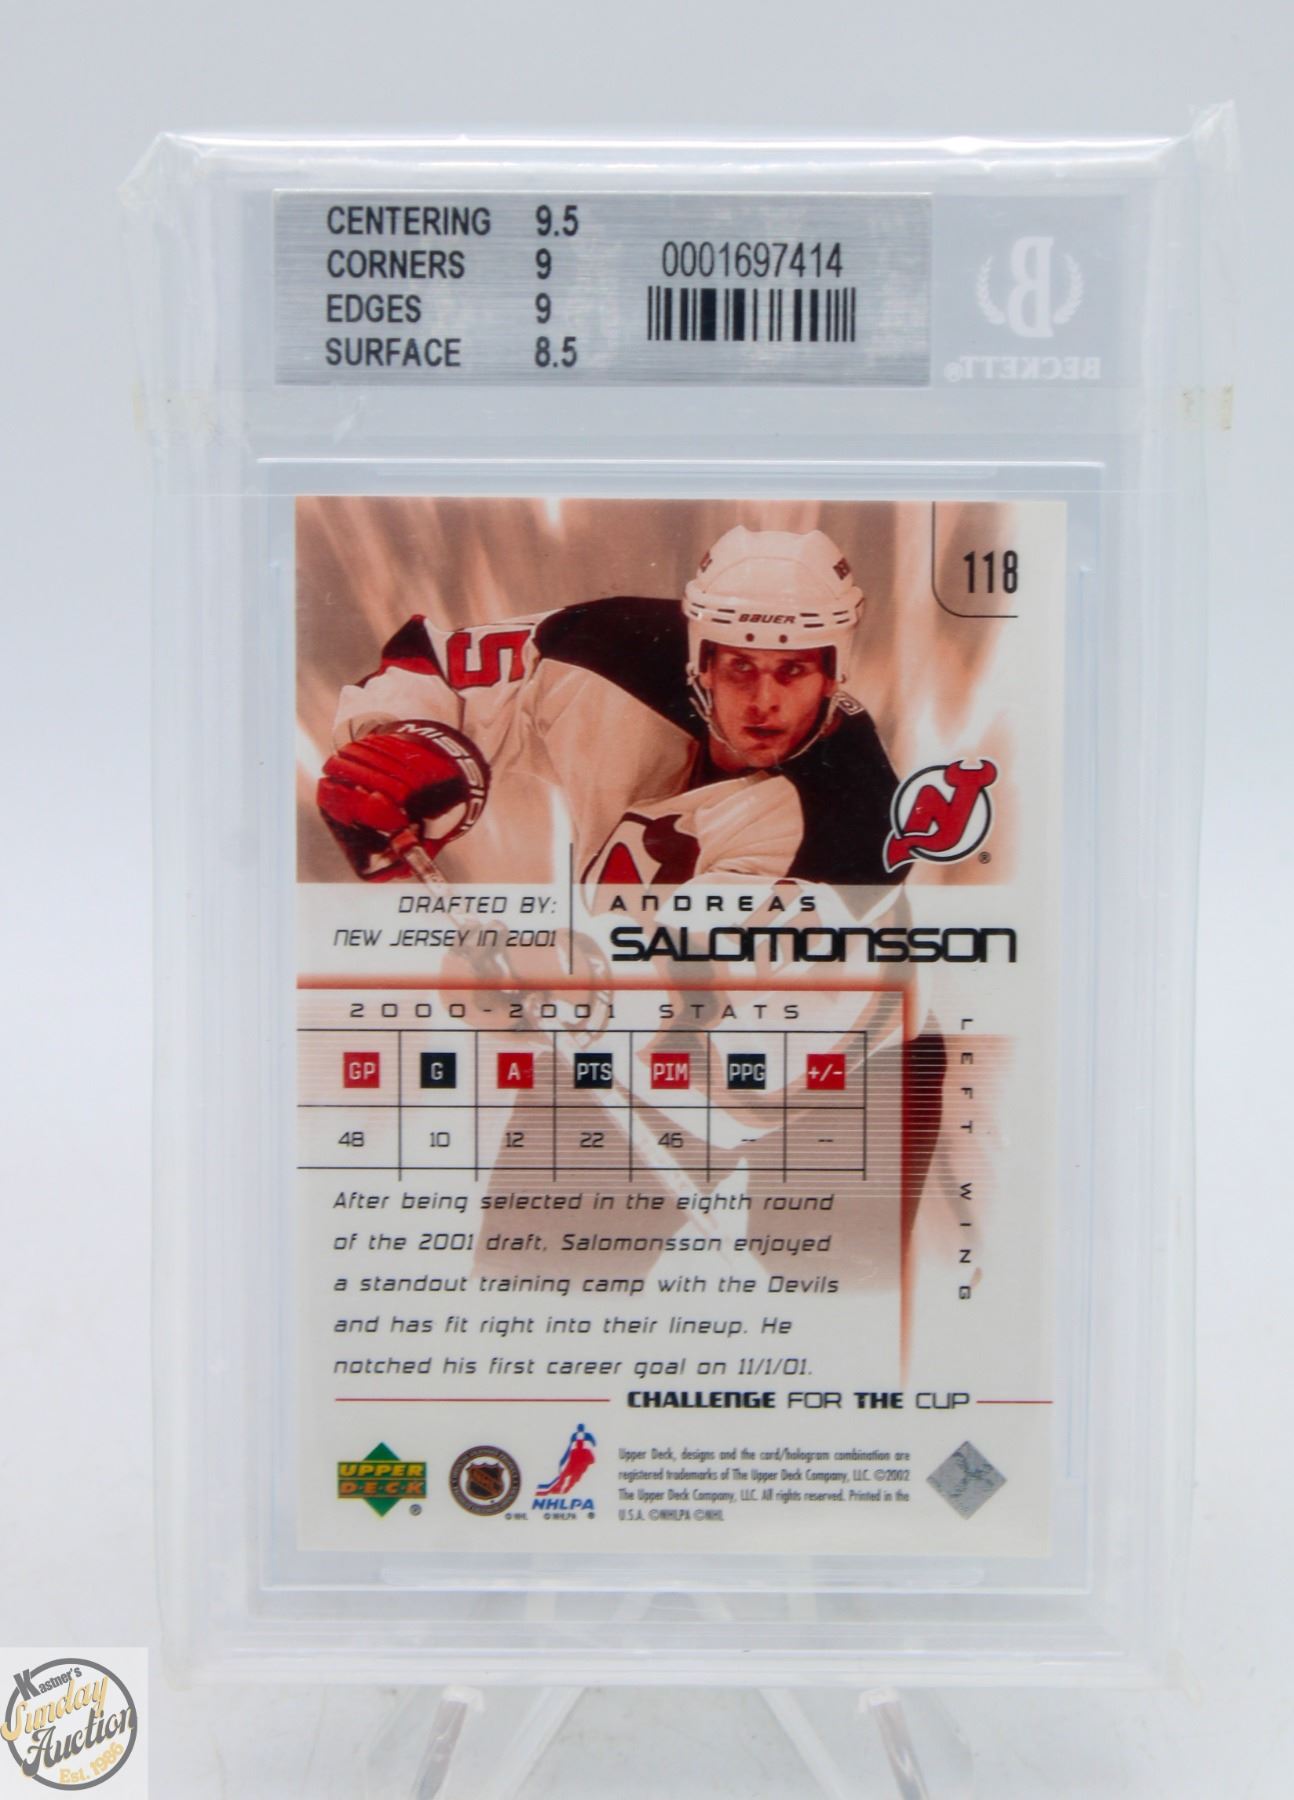 CENTERING 9.5
CORNERS 9
EDGES 9
SURFACE 8.5
0001697414
B
BECKETT®
118
BAUER
5
MISSION
®
DRAFTED BY:
NEW JERSEY IN 2001
ANDREAS
SALOMONSSON
LEFT WING
2000-2001 STATS
GP G A PTS PIM PPG +/-
48 10 12 22 46 -- --
After being selected in the eighth round
of the 2001 draft, Salomonsson enjoyed
a standout training camp with the Devils
and has fit right into their lineup. He
notched his first career goal on 11/1/01.
CHALLENGE FOR THE CUP
UPPER
D·E·C·K
®
NHL
© NHL
NHLPA
© NHLPA ®
Upper Deck, designs and the card/hologram combination are
registered trademarks of The Upper Deck Company, LLC. ©2002
The Upper Deck Company, LLC. All rights reserved. Printed in the
U.S.A. ©NHLPA ©NHL
Kastner's
Sunday
Auction
Est. 1986